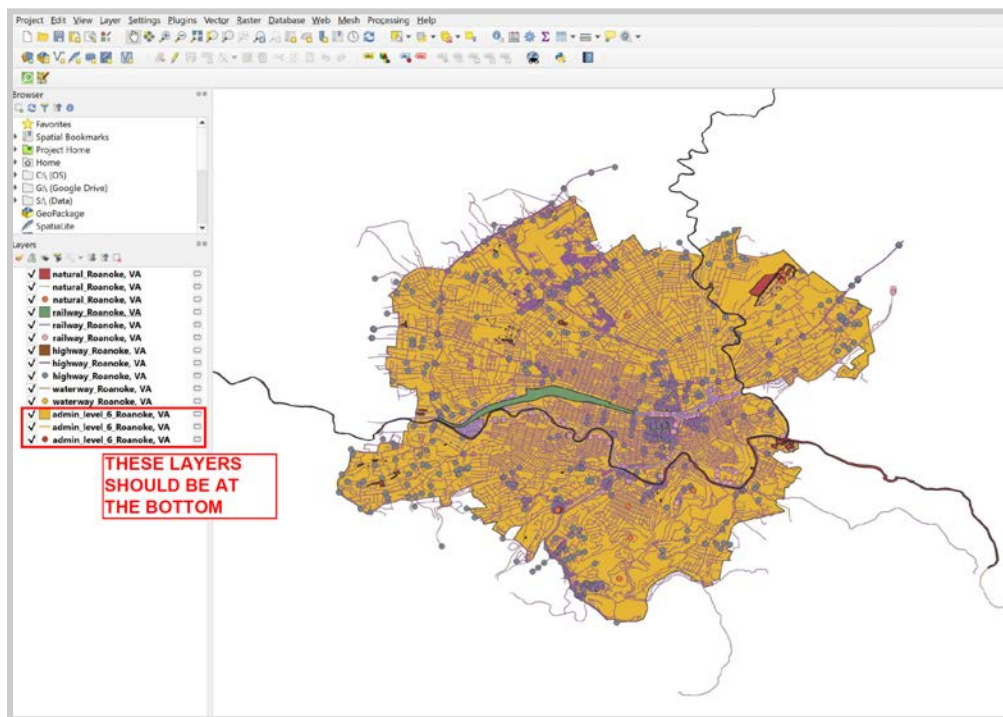 Project Edit View Layer Settings Plugins Vector Raster Database Web Mesh Processing Help
Browser
Favorites
Spatial Bookmarks
Project Home
Home
C:\ (OS)
G:\ (Google Drive)
S:\ (Data)
GeoPackage
SpatiaLite
Layers
natural_Roanoke, VA
natural_Roanoke, VA
natural_Roanoke, VA
railway_Roanoke, VA
railway_Roanoke, VA
railway_Roanoke, VA
highway_Roanoke, VA
highway_Roanoke, VA
highway_Roanoke, VA
waterway_Roanoke, VA
waterway_Roanoke, VA
admin_level_6_Roanoke, VA
admin_level_6_Roanoke, VA
admin_level_6_Roanoke, VA
THESE LAYERS
SHOULD BE AT
THE BOTTOM